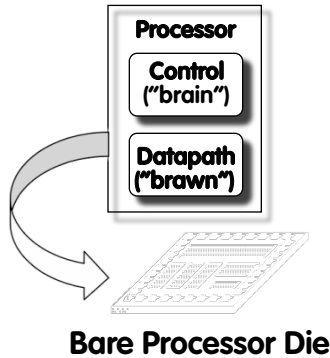 Processor
Control
("brain")
Datapath
("brawn")
Bare Processor Die